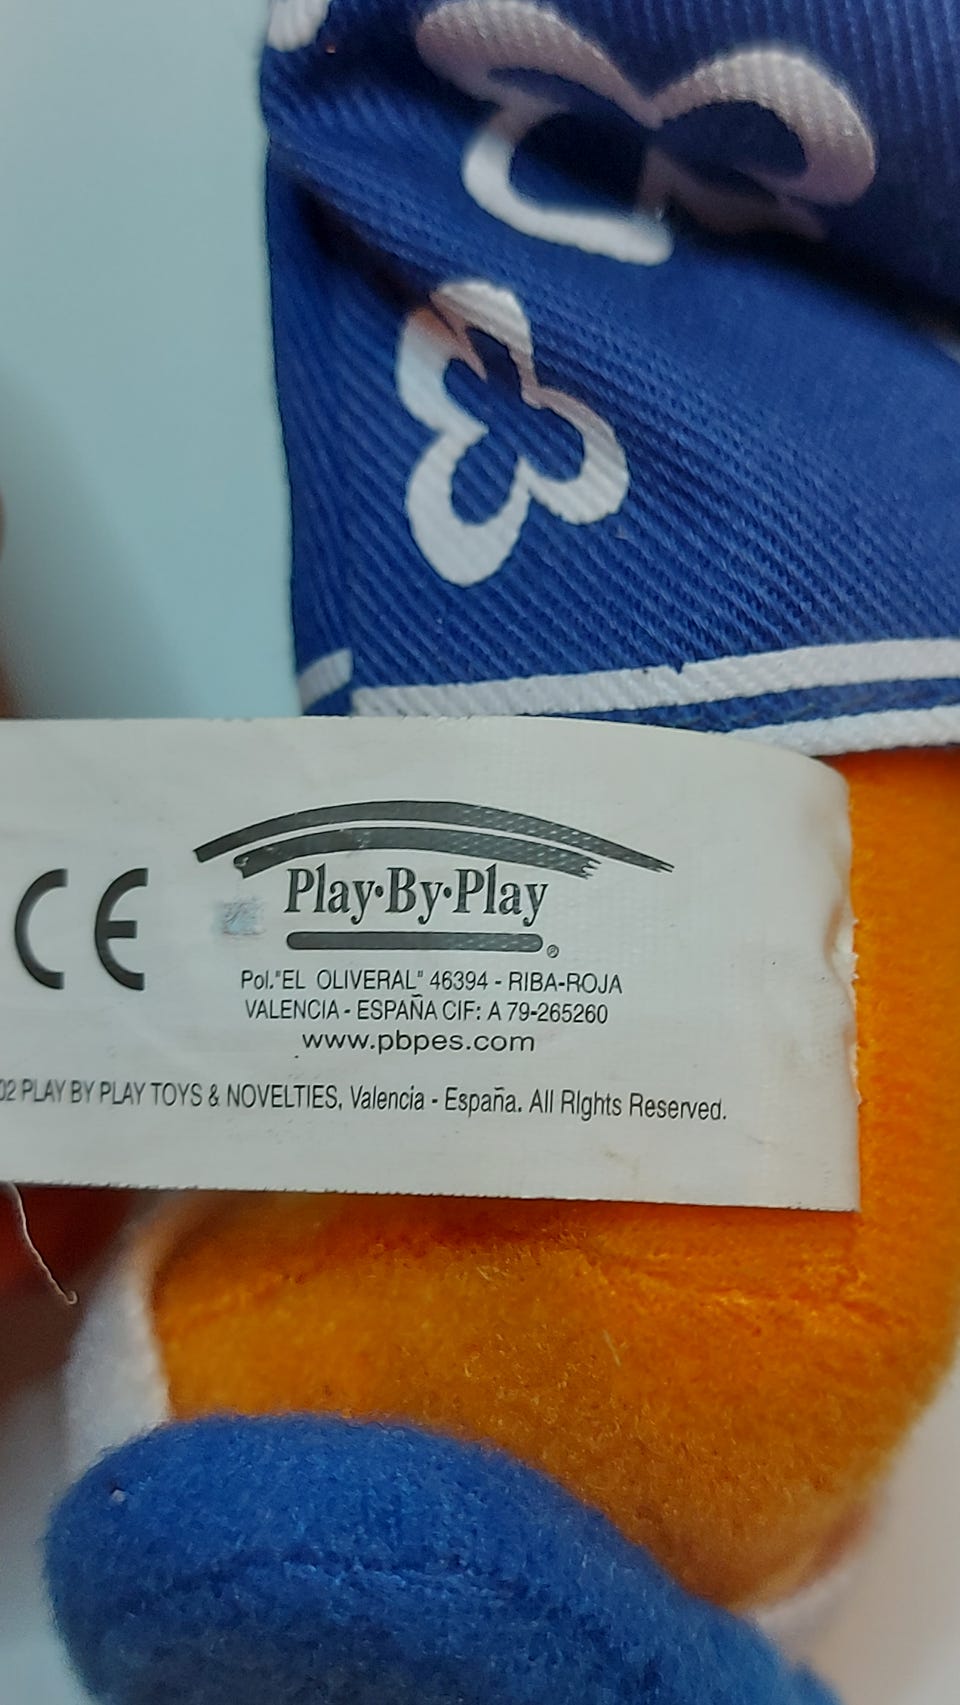 CE
Play·By·Play
®
Pol."EL OLIVERAL" 46394 - RIBA-ROJA
VALENCIA - ESPAÑA CIF: A 79-265260
www.pbpes.com
02 PLAY BY PLAY TOYS & NOVELTIES, Valencia - España. All RIghts Reserved.